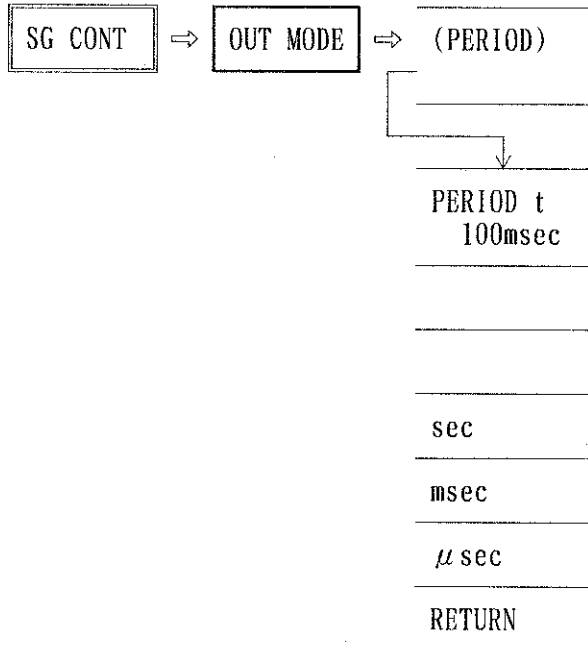 SG CONT ⇨ OUT MODE ⇨ (PERIOD)
PERIOD t
100msec
sec
msec
μsec
RETURN